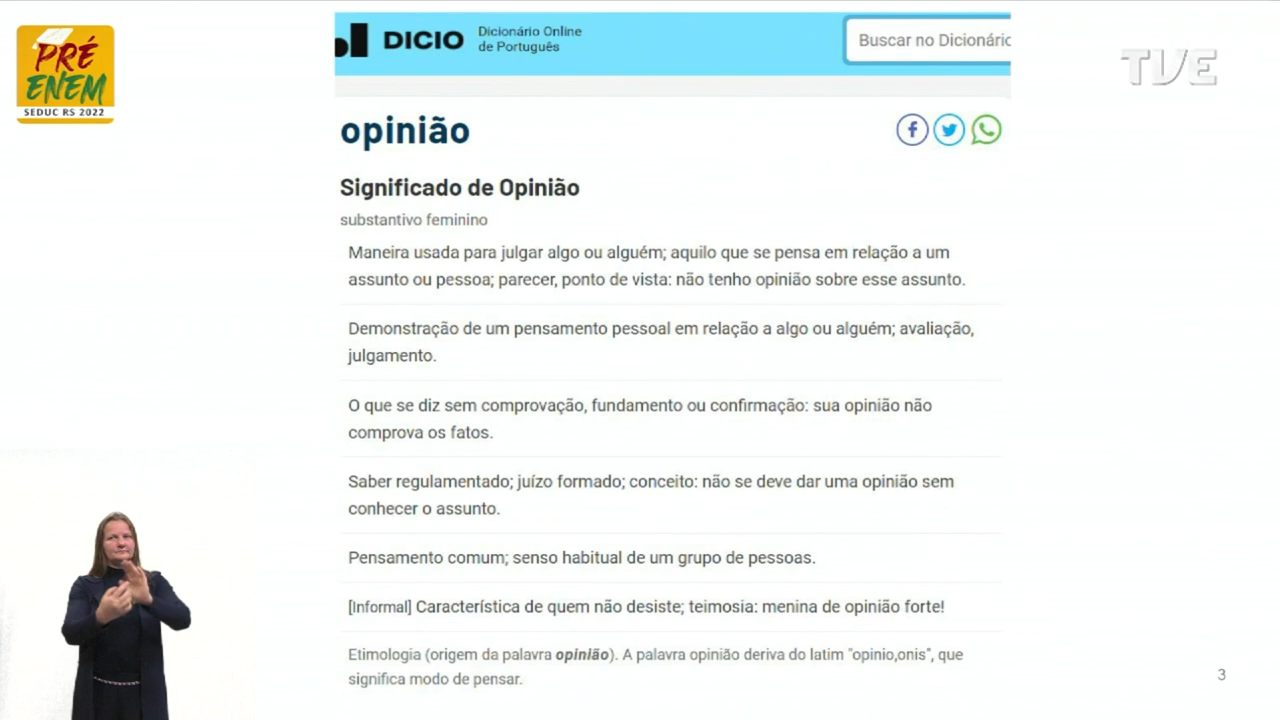 PRÉ
ENEM
SEDUC RS 2022
DICIO
Dicionário Online
de Português
Buscar no Dicionário
TVE
opinião
Significado de Opinião
substantivo feminino
Maneira usada para julgar algo ou alguém; aquilo que se pensa em relação a um
assunto ou pessoa; parecer, ponto de vista: não tenho opinião sobre esse assunto.
Demonstração de um pensamento pessoal em relação a algo ou alguém; avaliação,
julgamento.
O que se diz sem comprovação, fundamento ou confirmação: sua opinião não
comprova os fatos.
Saber regulamentado; juízo formado; conceito: não se deve dar uma opinião sem
conhecer o assunto.
Pensamento comum; senso habitual de um grupo de pessoas.
[Informal] Característica de quem não desiste; teimosia: menina de opinião forte!
Etimologia (origem da palavra opinião). A palavra opinião deriva do latim "opinio,onis", que
significa modo de pensar.
3